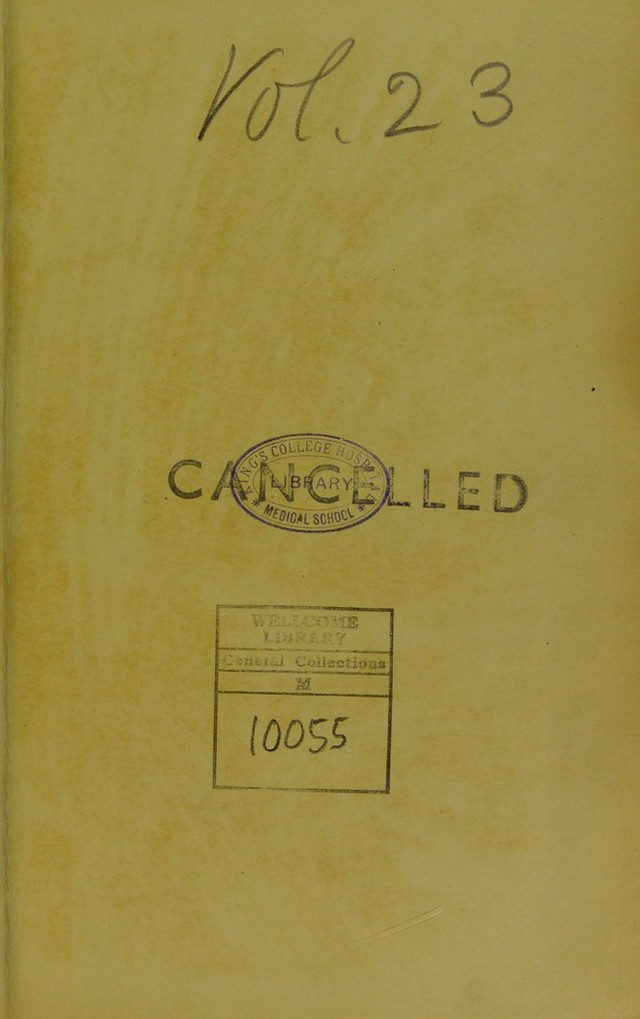 Vol. 23
CANCELLED
KING'S COLLEGE HOSPITAL
LIBRARY
MEDICAL SCHOOL
WELLCOME
LIBRARY
General Collections
M
10055